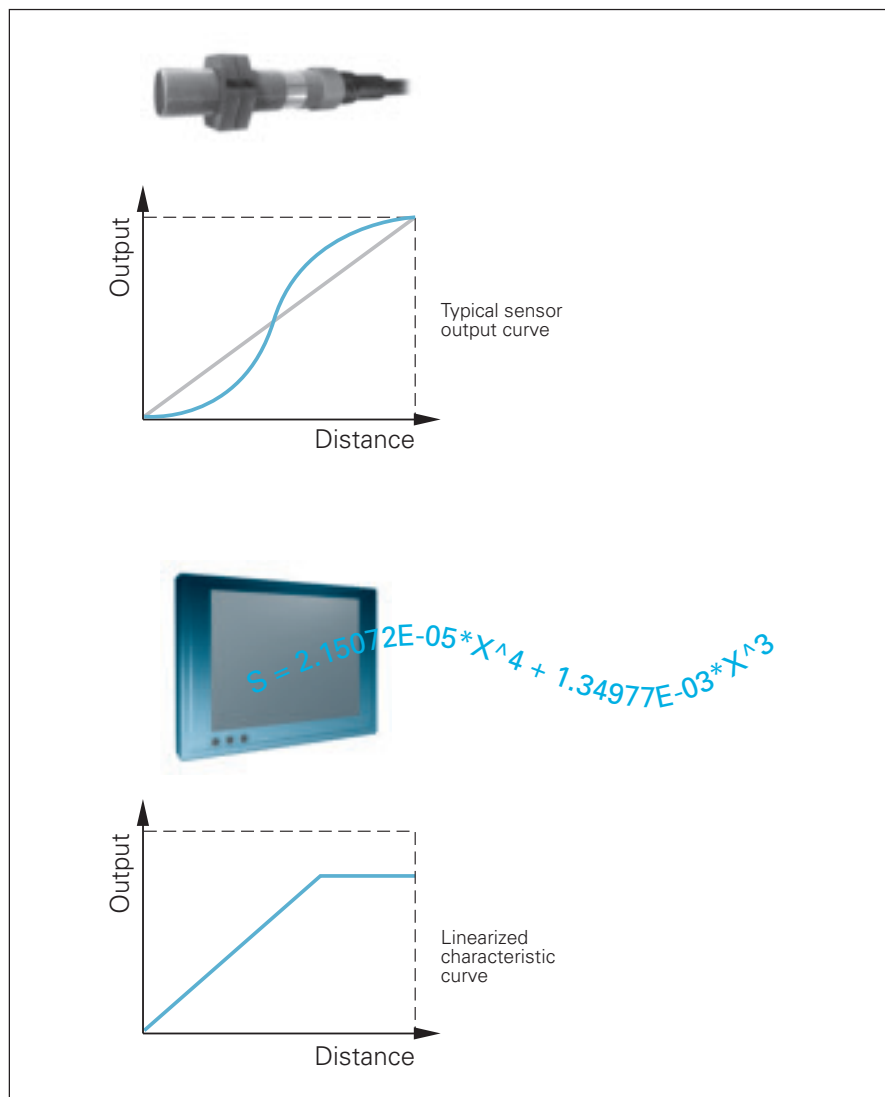 Output
Typical sensor
output curve
Distance
S = 2.15072E-05*X^4 + 1.34977E-03*X^3
Output
Linearized
characteristic
curve
Distance